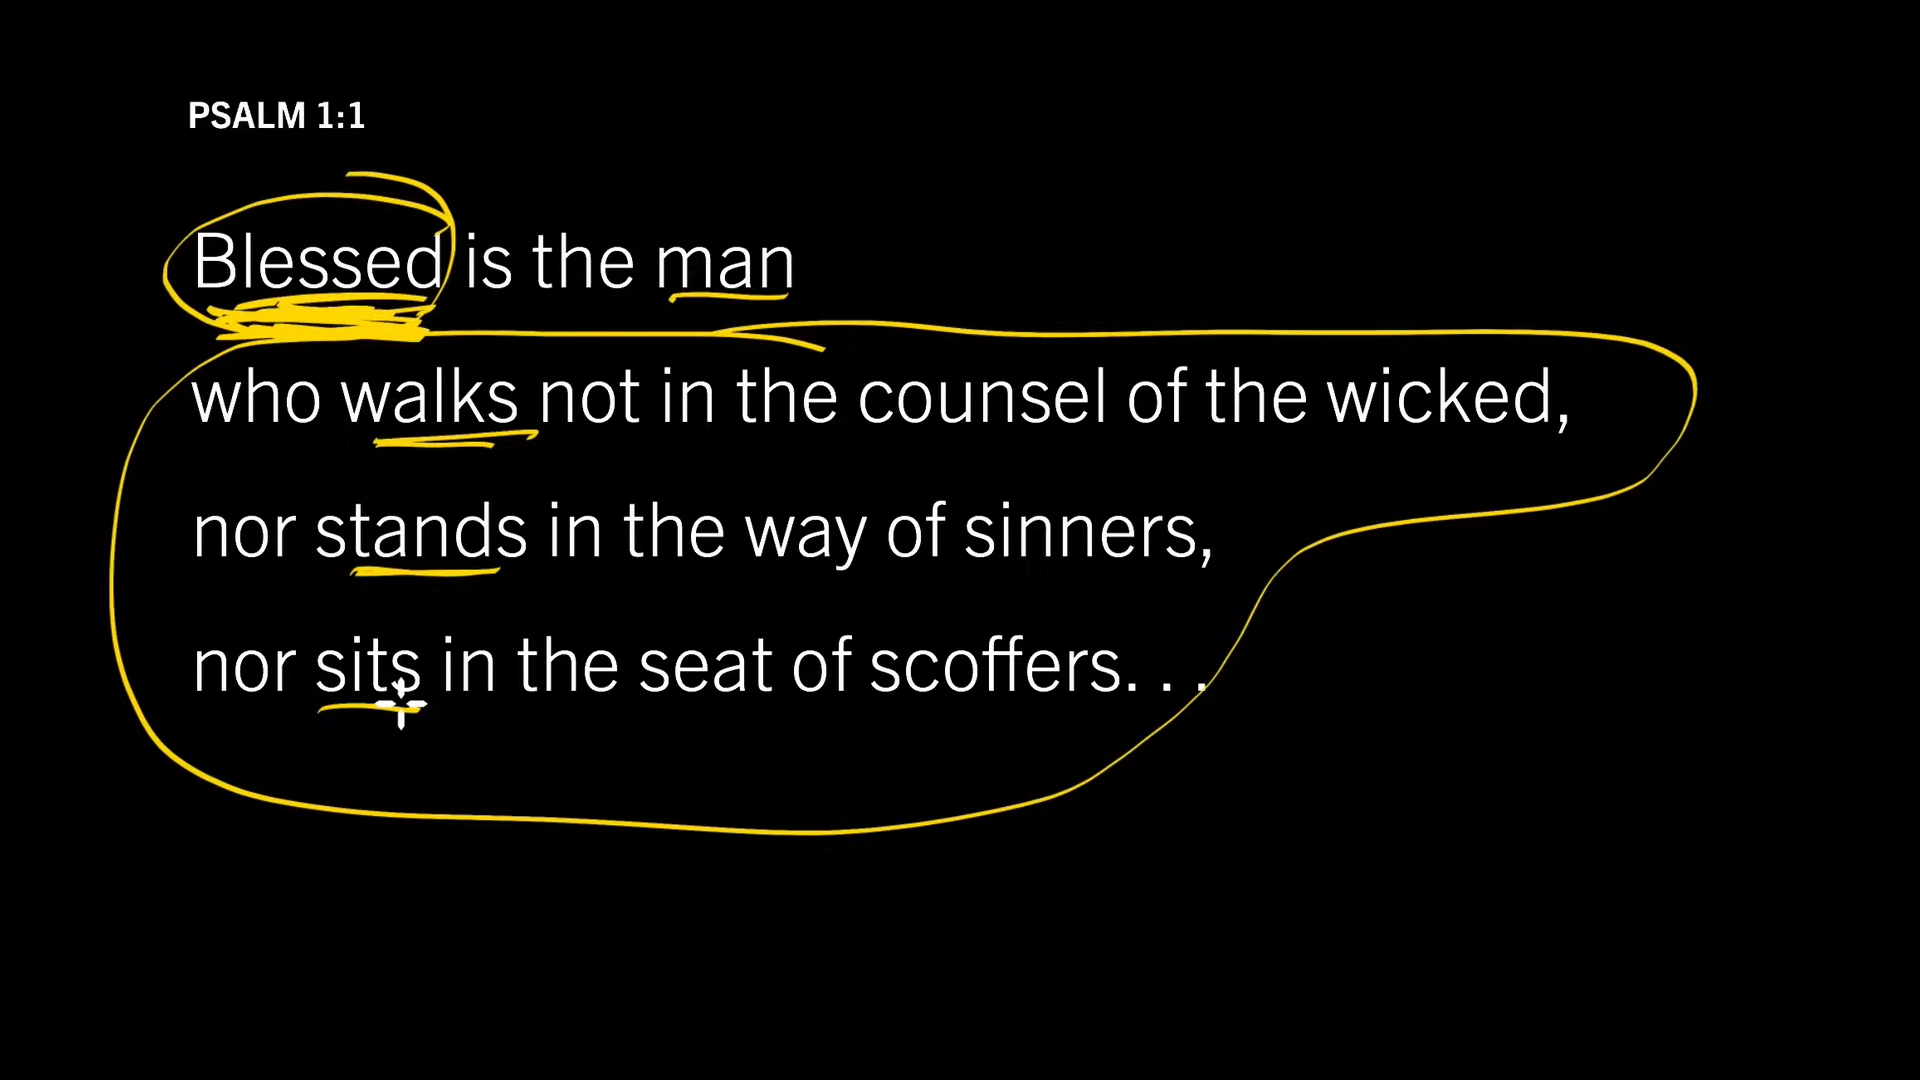 PSALM 1:1
Blessed is the man
who walks not in the counsel of the wicked,
nor stands in the way of sinners,
nor sits in the seat of scoffers. . .